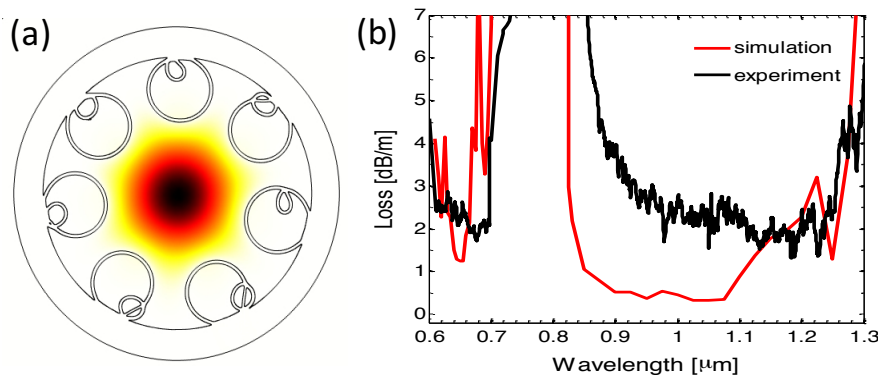 (a)
(b)
7
6
5
4
3
2
1
0
Loss [dB/m]
simulation
experiment
0.6 0.7 0.8 0.9 1 1.1 1.2 1.3
Wavelength [μm]